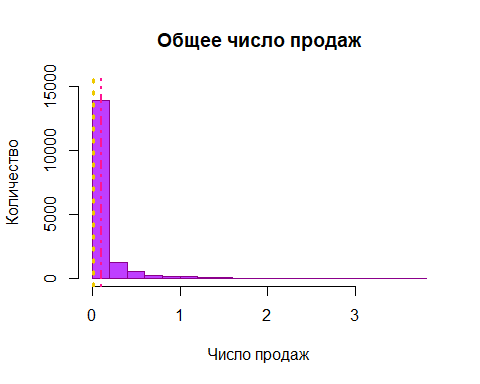 Общее число продаж
Количество
15000
10000
5000
0
0 1 2 3
Число продаж